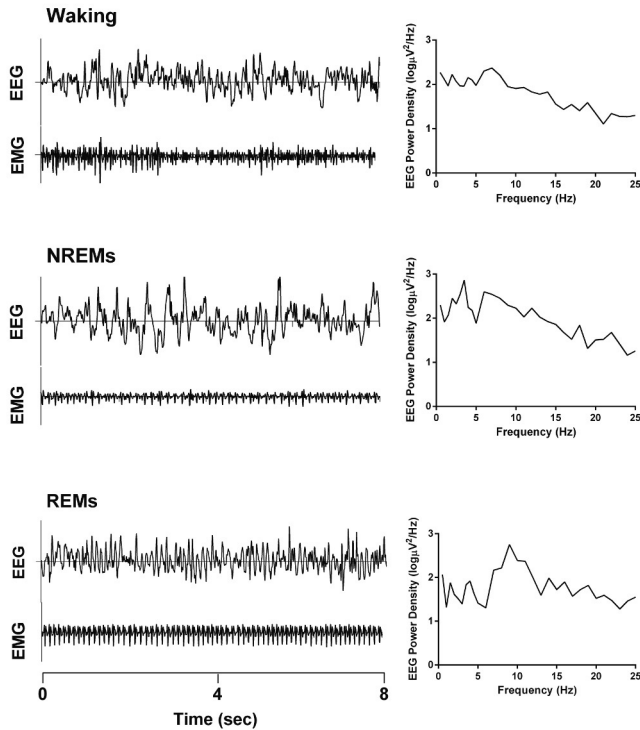 Waking
EEG
EMG
EEG Power Density (logμV²/Hz)
3
2
1
0
0 5 10 15 20 25
Frequency (Hz)
NREMs
EEG
EMG
EEG Power Density (logμV²/Hz)
3
2
1
0
0 5 10 15 20 25
Frequency (Hz)
REMs
EEG
EMG
EEG Power Density (logμV²/Hz)
3
2
1
0
0 5 10 15 20 25
Frequency (Hz)
0 4 8
Time (sec)